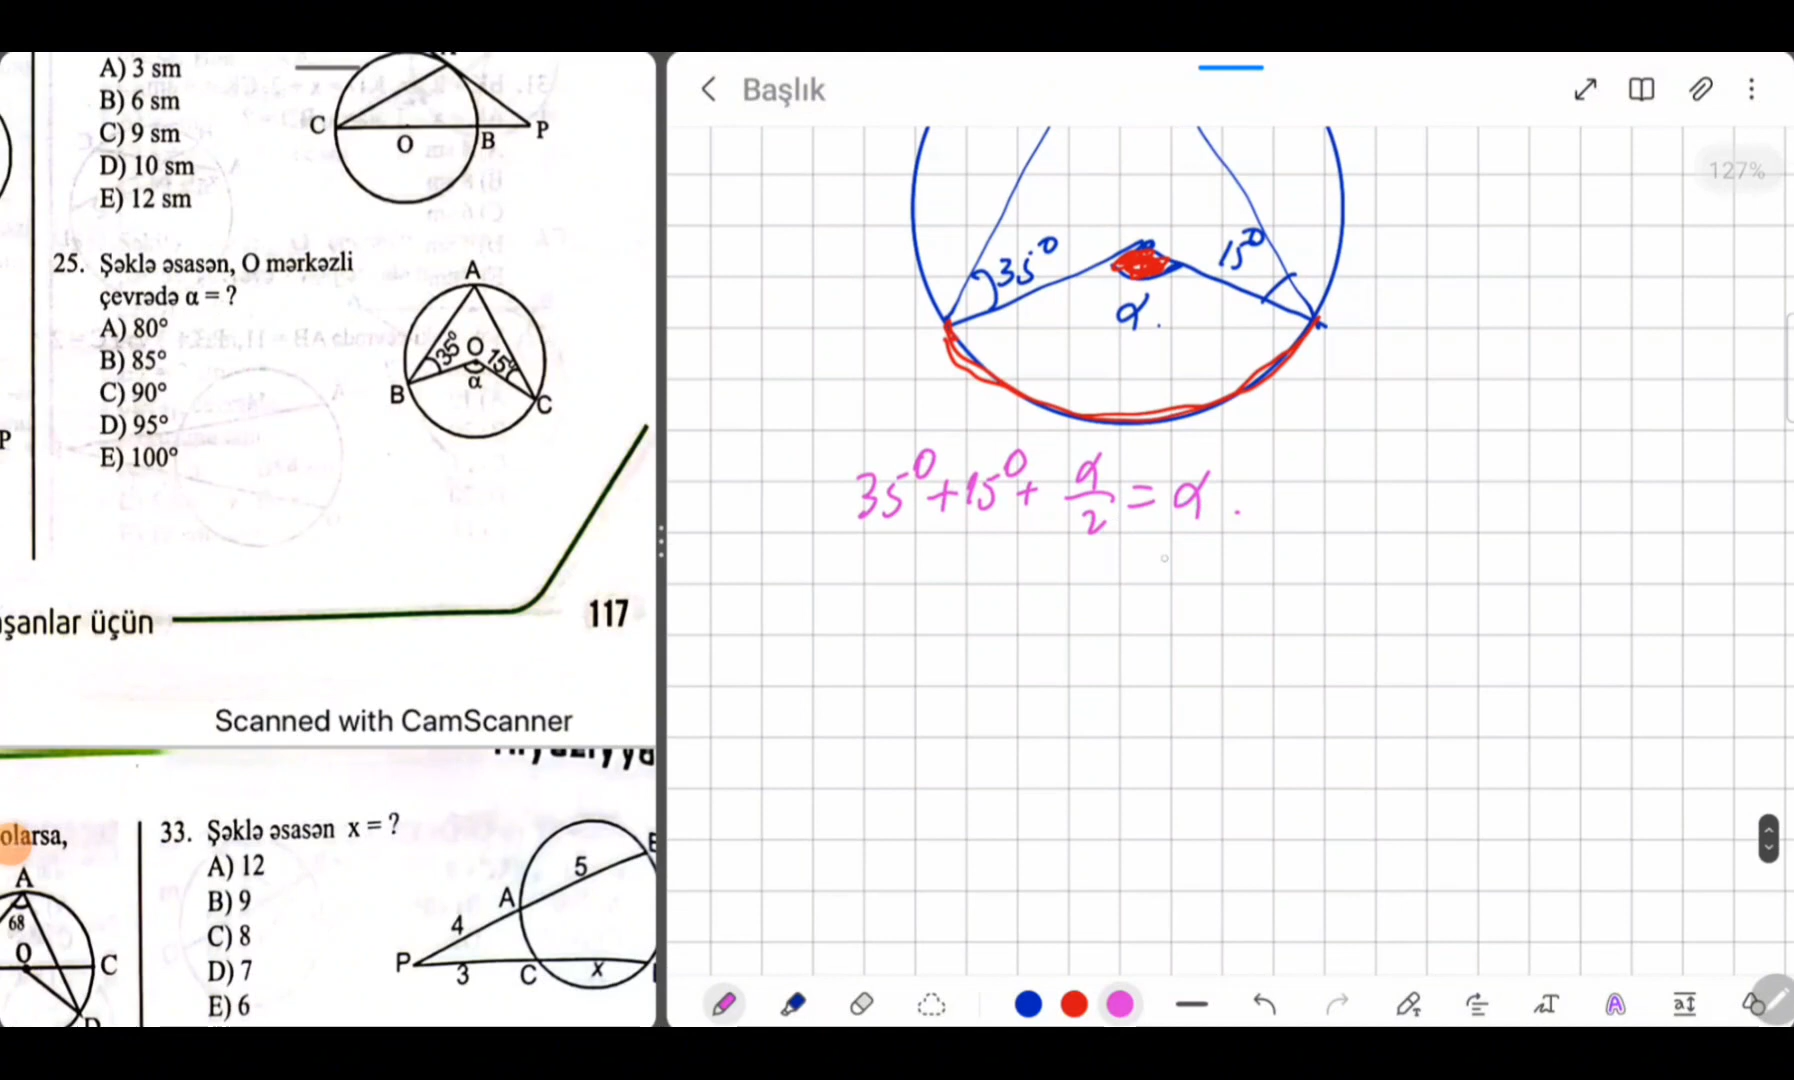 A) 3 sm
B) 6 sm
C) 9 sm
D) 10 sm
E) 12 sm
C
O
B
P
25. Şəklə əsasən, O mərkəzli
çevrədə α = ?
A) 80°
B) 85°
C) 90°
D) 95°
E) 100°
A
35°
O
15°
α
B
C
P
şanlar üçün
117
Scanned with CamScanner
olarsa,
A
68
O
C
D
33. Şəklə əsasən x = ?
A) 12
B) 9
C) 8
D) 7
E) 6
5
A
4
P
3
C
x
Başlık
127%
35°
15°
α.
35° + 15° + α/2 = α.